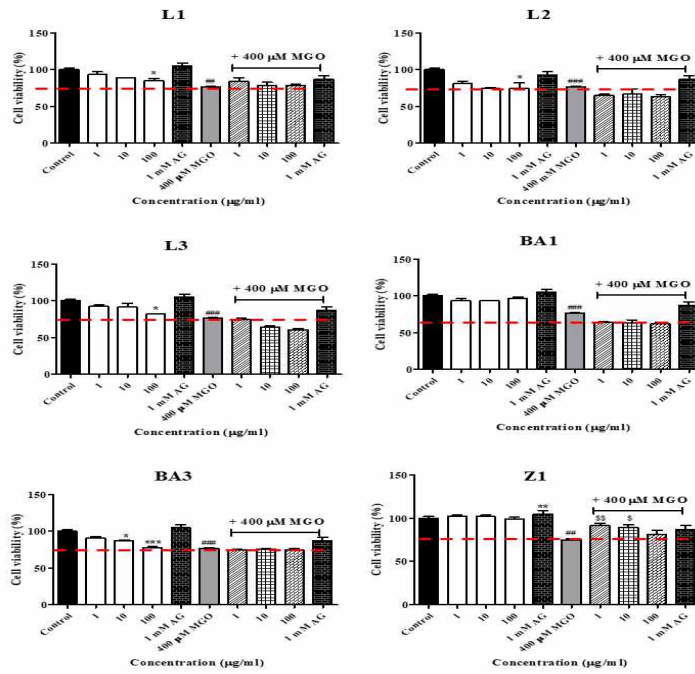 L1
+ 400 µM MGO
Cell viability (%)
150
100
50
0
*
##
Control
1
10
100
1 mM AG
400 µM MGO
1
10
100
1 mM AG
Concentration (µg/ml)
L2
+ 400 µM MGO
Cell viability (%)
150
100
50
0
*
###
Control
1
10
100
1 mM AG
400 mM MGO
1
10
100
1 mM AG
Concentration (µg/ml)
L3
+ 400 µM MGO
Cell viability (%)
150
100
50
0
*
###
Control
1
10
100
1 mM AG
400 µM MGO
1
10
100
1 mM AG
Concentration (µg/ml)
BA1
+ 400 µM MGO
Cell viability (%)
150
100
50
0
###
Control
1
10
100
1 mM AG
400 µM MGO
1
10
100
1 mM AG
Concentration (µg/ml)
BA3
+ 400 µM MGO
Cell viability (%)
150
100
50
0
*
***
###
Control
1
10
100
1 mM AG
400 µM MGO
1
10
100
1 mM AG
Concentration (µg/ml)
Z1
+ 400 µM MGO
Cell viability (%)
150
100
50
0
**
##
$$
$
Control
1
10
100
1 mM AG
400 µM MGO
1
10
100
1 mM AG
Concentration (µg/ml)